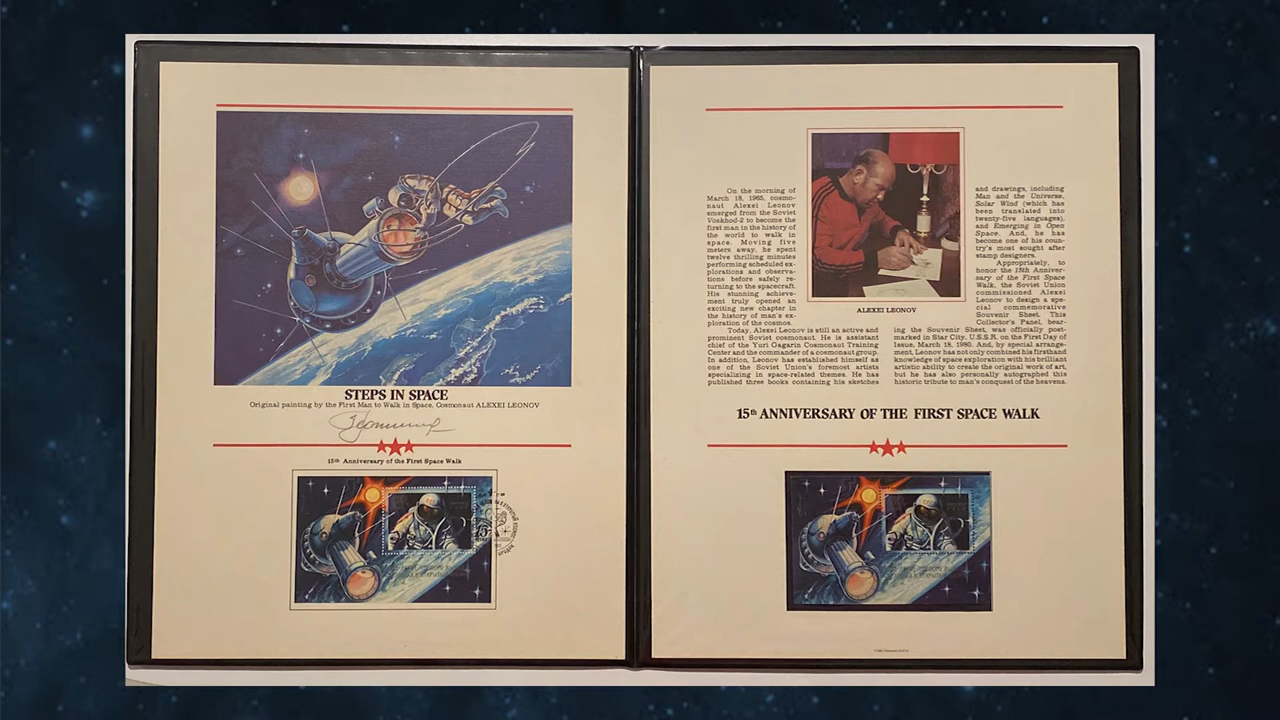 STEPS IN SPACE
Original painting by the First Man to Walk in Space, Cosmonaut ALEXEI LEONOV
15th Anniversary of the First Space Walk
On the morning of
March 18, 1965, cosmo-
naut Alexei Leonov
emerged from the Soviet
Voskhod-2 to become the
first man in the history of
the world to walk in
space. Moving five
meters away, he spent
twelve thrilling minutes
performing scheduled ex-
plorations and observa-
tions before safely re-
turning to the spacecraft.
His stunning achieve-
ment truly opened an
exciting new chapter in
the history of man's ex-
ploration of the cosmos.
Today, Alexei Leonov is still an active and
prominent Soviet cosmonaut. He is assistant
chief of the Yuri Gagarin Cosmonaut Training
Center and the commander of a cosmonaut group.
In addition, Leonov has established himself as
one of the Soviet Union's foremost artists
specializing in space-related themes. He has
published three books containing his sketches
ALEXEI LEONOV
and drawings, including
Man and the Universe,
Solar Wind (which has
been translated into
twenty-five languages),
and Emerging in Open
Space. And, he has
become one of his coun-
try's most sought after
stamp designers.
Appropriately, to
honor the 15th Anniver-
sary of the First Space
Walk, the Soviet Union
commissioned Alexei
Leonov to design a spe-
cial commemorative
Souvenir Sheet. This
Collector's Panel, bear-
ing the Souvenir Sheet, was officially post-
marked in Star City, U.S.S.R. on the First Day of
Issue, March 18, 1980. And, by special arrange-
ment, Leonov has not only combined his firsthand
knowledge of space exploration with his brilliant
artistic ability to create the original work of art,
but he has also personally autographed this
historic tribute to man's conquest of the heavens.
15th ANNIVERSARY OF THE FIRST SPACE WALK